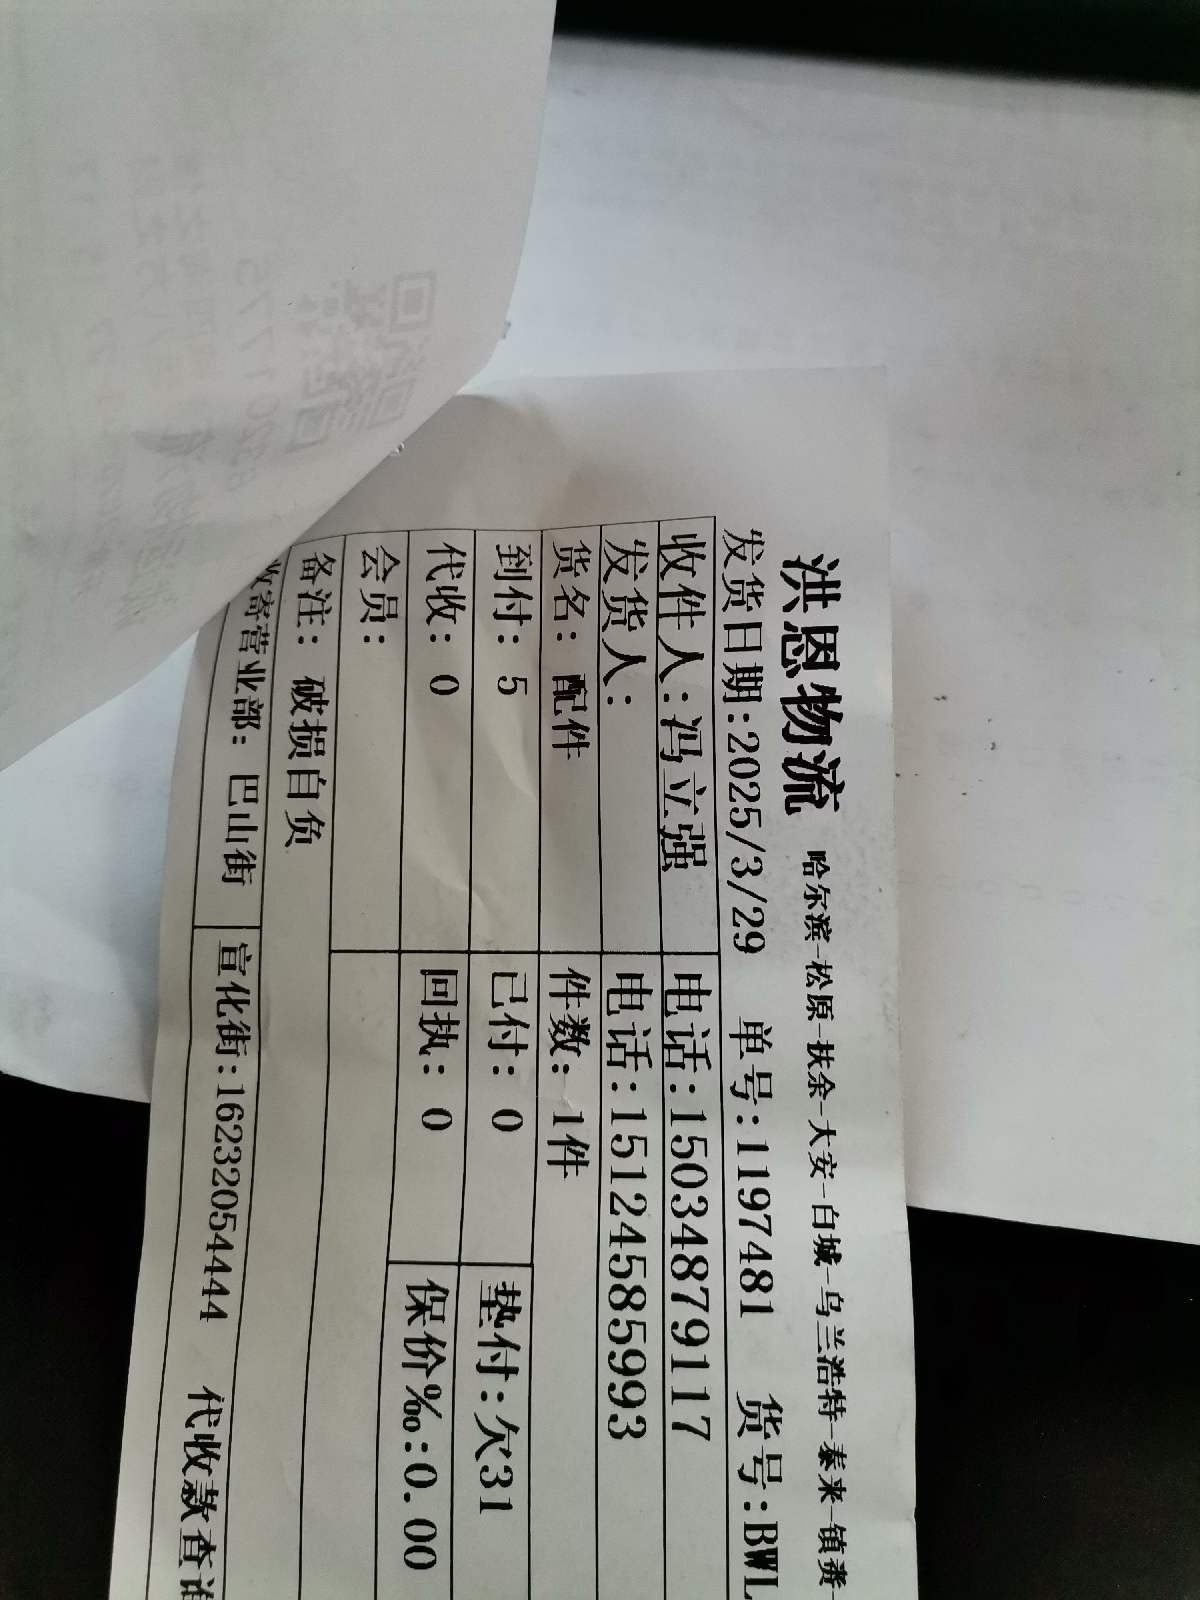 洪恩物流 哈尔滨-松原-扶余-大安-白城-乌兰浩特-泰来-镇赉-
发货日期:2025/3/29 单号:1197481 货号:BWL
收件人:冯立强 电话:15034879117
发货人: 电话:15124585993
货名: 配件 件数: 1件
到付: 5 已付: 0 垫付:欠31
代收: 0 回执: 0 保价‰:0.00
会员:
备注: 破损自负
收寄营业部: 巴山街 宣化街:16232054444 代收款查询